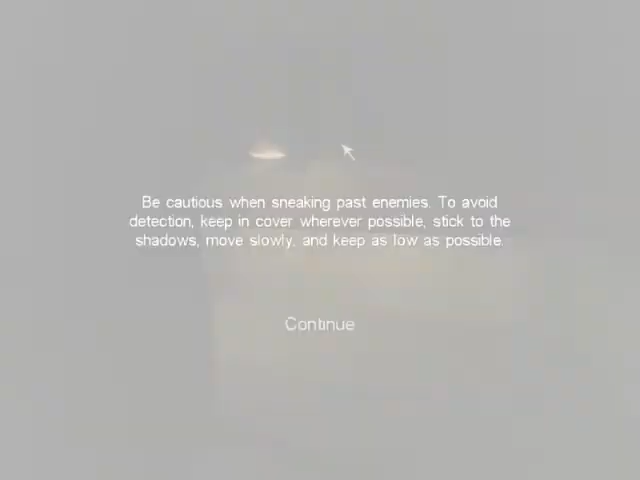 Be cautious when sneaking past enemies. To avoid
detection, keep in cover wherever possible, stick to the
shadows, move slowly, and keep as low as possible.
Continue